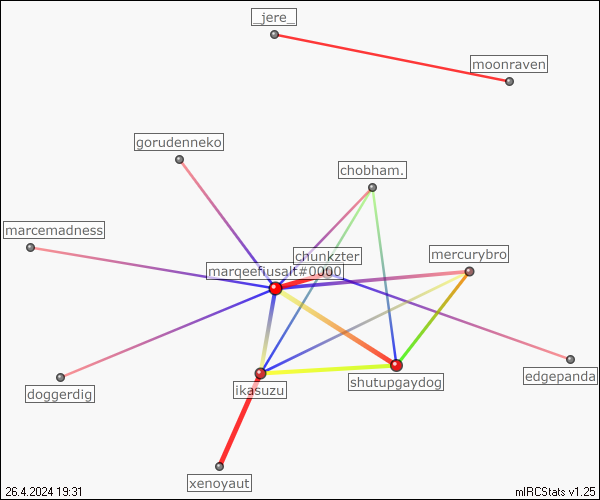 _jere_
moonraven
gorudenneko
chobham.
marcemadness
chunkzter
mercurybro
marqeefiusalt#0000
edgepanda
shutupgaydog
ikasuzu
doggerdig
xenoyaut
26.4.2024 19:31
mIRCStats v1.25